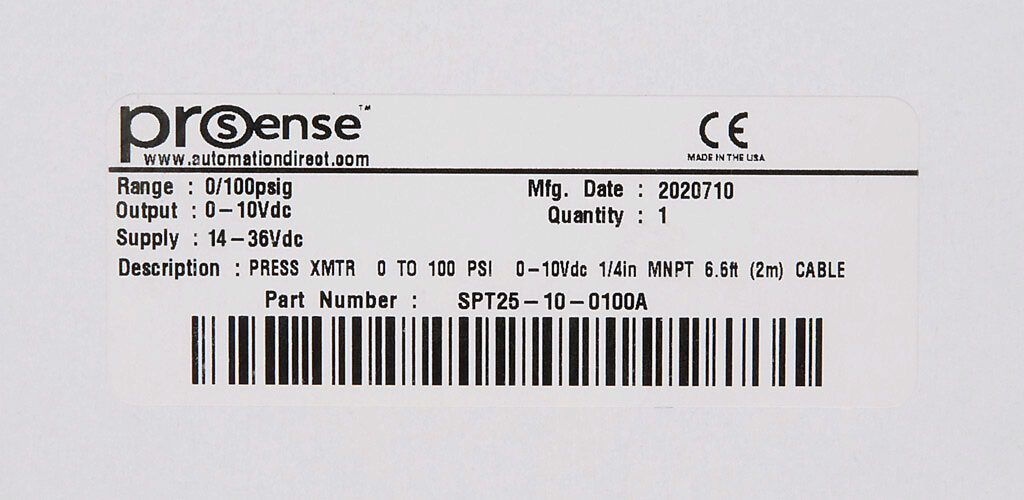 prosense™
www.automationdirect.com
CE
MADE IN THE USA
Range : 0/100psig
Mfg. Date : 2020710
Output : 0-10Vdc
Quantity : 1
Supply : 14-36Vdc
Description : PRESS XMTR 0 TO 100 PSI 0-10Vdc 1/4in MNPT 6.6ft (2m) CABLE
Part Number : SPT25-10-0100A